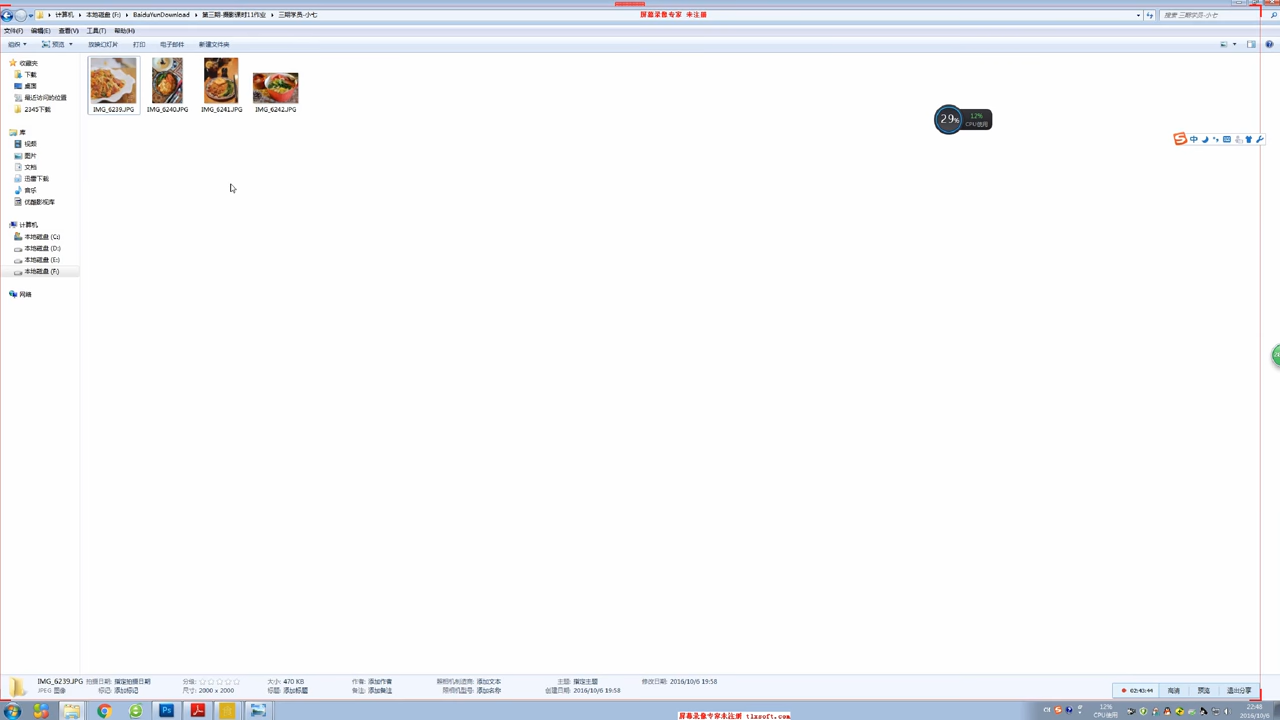 屏幕录像专家 未注册
计算机 本地磁盘 (F:) BaiduYunDownload 第三期-摄影课时11作业 三期学员-小七
搜索 三期学员-小七
文件(F) 编辑(E) 查看(V) 工具(T) 帮助(H)
组织 预览 放映幻灯片 打印 电子邮件 新建文件夹
收藏夹
下载
桌面
最近访问的位置
2345下载
库
视频
图片
文档
迅雷下载
音乐
优酷影视库
计算机
本地磁盘 (C:)
本地磁盘 (D:)
本地磁盘 (E:)
本地磁盘 (F:)
网络
IMG_6239.JPG IMG_6240.JPG IMG_6241.JPG IMG_6242.JPG
29% 12%
CPU使用
中
IMG_6239.JPG 拍摄日期: 指定拍摄日期 分级: 大小: 470 KB 作者: 添加作者 照相机制造商: 添加文本 主题: 指定主题 修改日期: 2016/10/6 19:58
JPEG 图像 标记: 添加标记 尺寸: 2000 x 2000 标题: 添加标题 备注: 添加备注 照相机型号: 添加名称 创建日期: 2016/10/6 19:58
02:43:44 预览 退出分享
12%
CPU使用
22:48
2016/10/6
屏幕录像专家未注册 tlxsoft.com